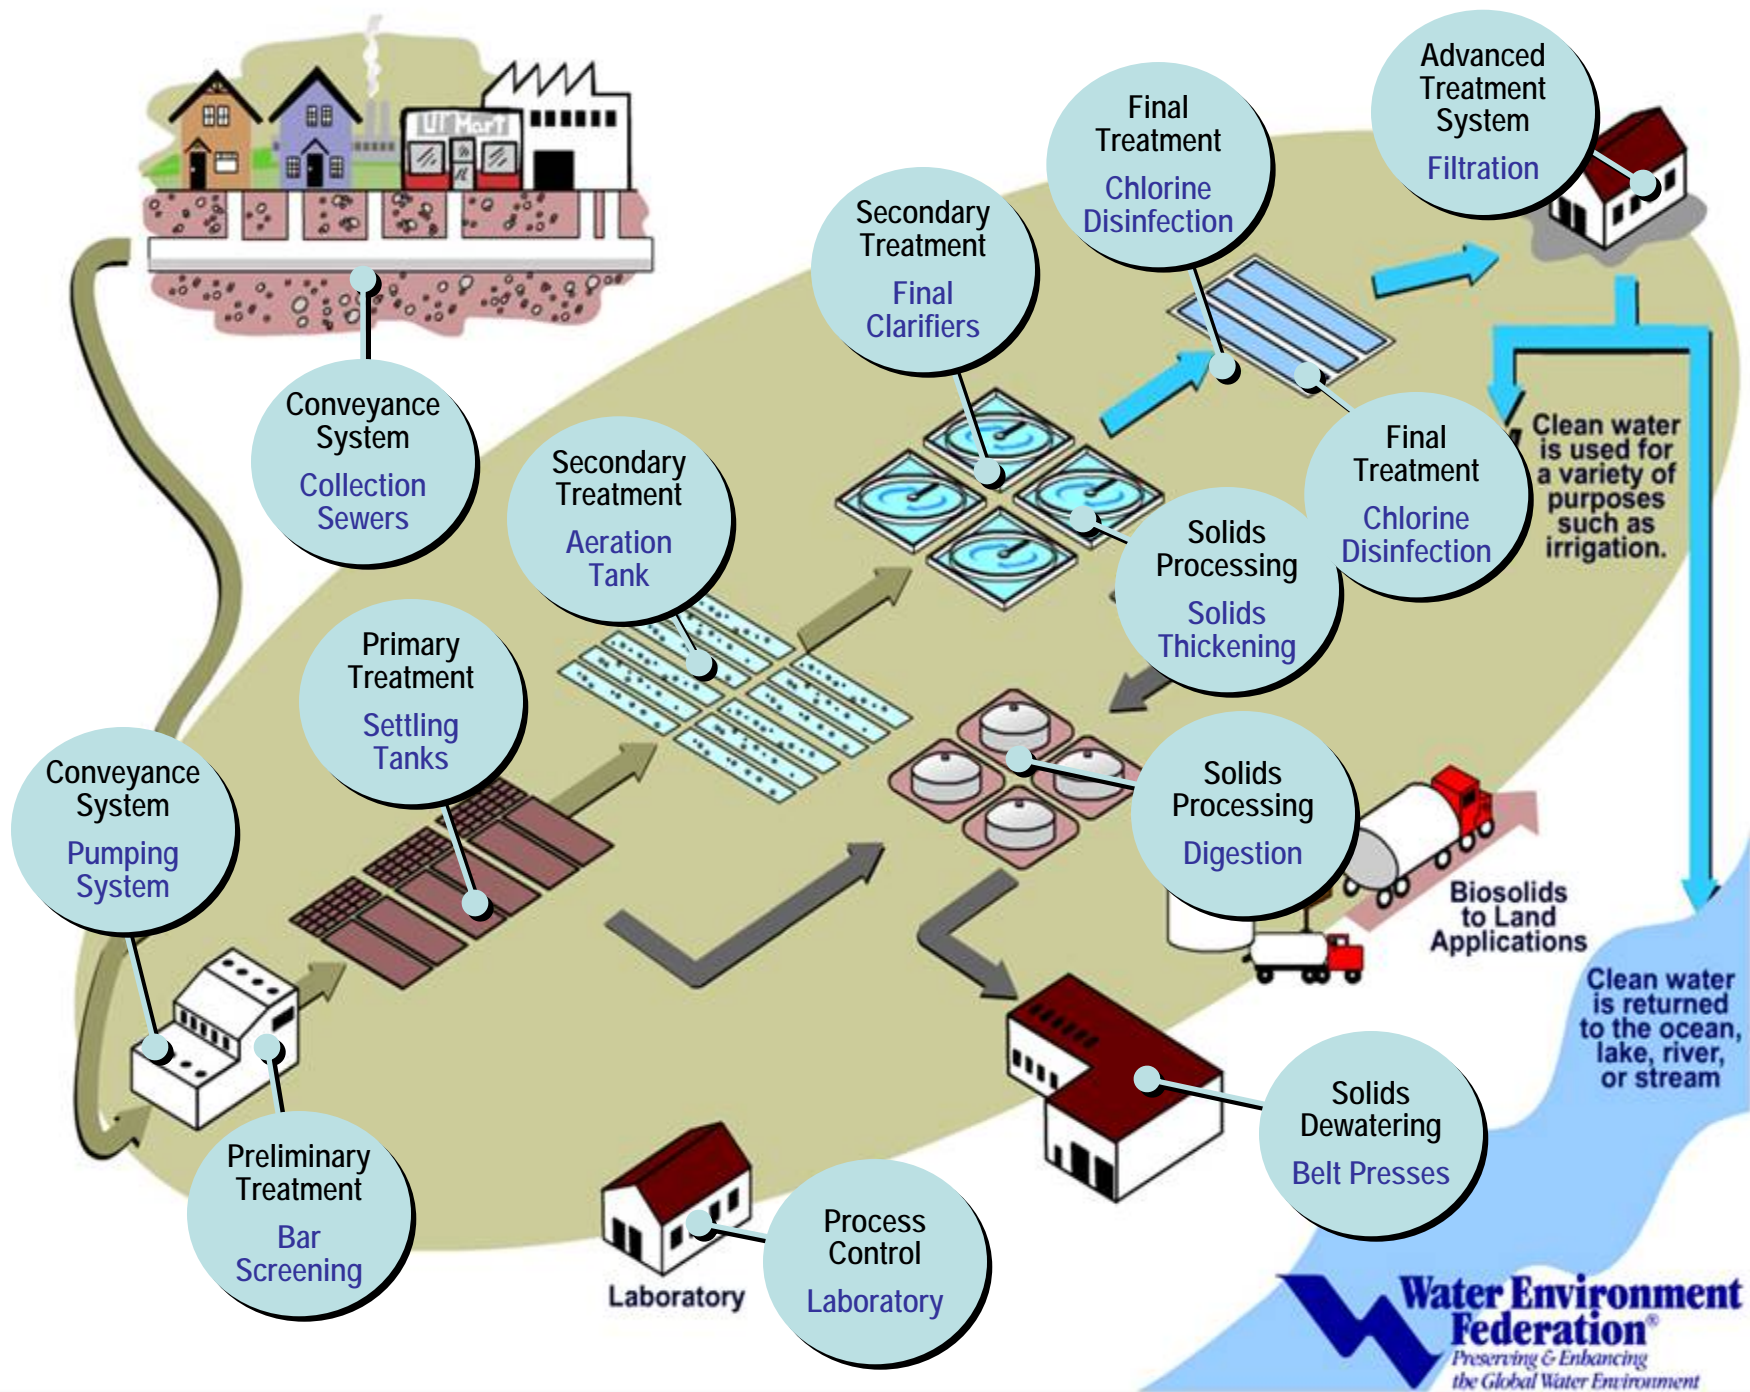 UT Mart
Conveyance
System
Collection
Sewers
Conveyance
System
Pumping
System
Preliminary
Treatment
Bar
Screening
Primary
Treatment
Settling
Tanks
Secondary
Treatment
Aeration
Tank
Secondary
Treatment
Final
Clarifiers
Final
Treatment
Chlorine
Disinfection
Advanced
Treatment
System
Filtration
Final
Treatment
Chlorine
Disinfection
Clean water
is used for
a variety of
purposes
such as
irrigation.
Solids
Processing
Solids
Thickening
Solids
Processing
Digestion
Biosolids
to Land
Applications
Clean water
is returned
to the ocean,
lake, river,
or stream
Solids
Dewatering
Belt Presses
Process
Control
Laboratory
Laboratory
Water Environment
Federation®
Preserving & Enhancing
the Global Water Environment